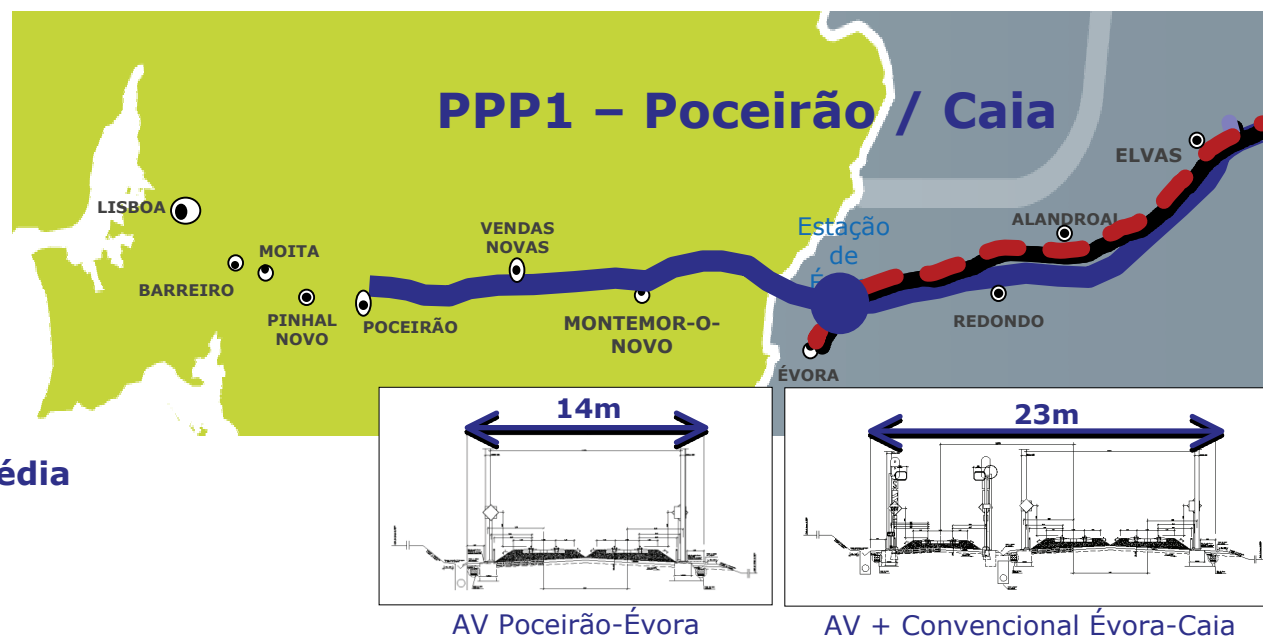 PPP1 – Poceirão / Caia
ELVAS
LISBOA
ALANDROAL
VENDAS
NOVAS
Estação
de
MOITA
BARREIRO
PINHAL
NOVO
POCEIRÃO
MONTEMOR-O-
NOVO
REDONDO
ÉVORA
14m
23m
édia
AV Poceirão-Évora
AV + Convencional Évora-Caia